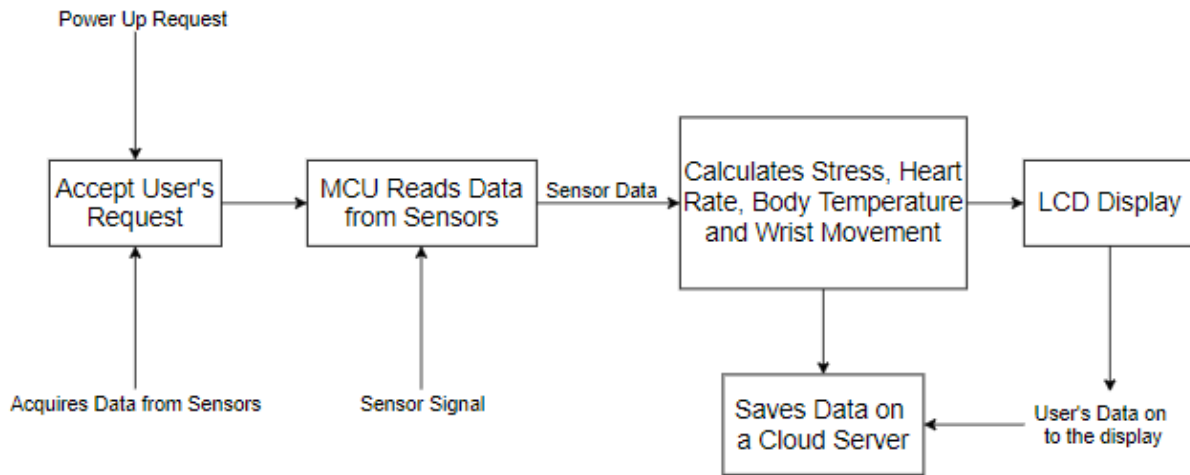 Power Up Request
Accept User's
Request
MCU Reads Data
from Sensors
Sensor Data
Calculates Stress, Heart
Rate, Body Temperature
and Wrist Movement
LCD Display
Acquires Data from Sensors
Sensor Signal
Saves Data on
a Cloud Server
User's Data on
to the display